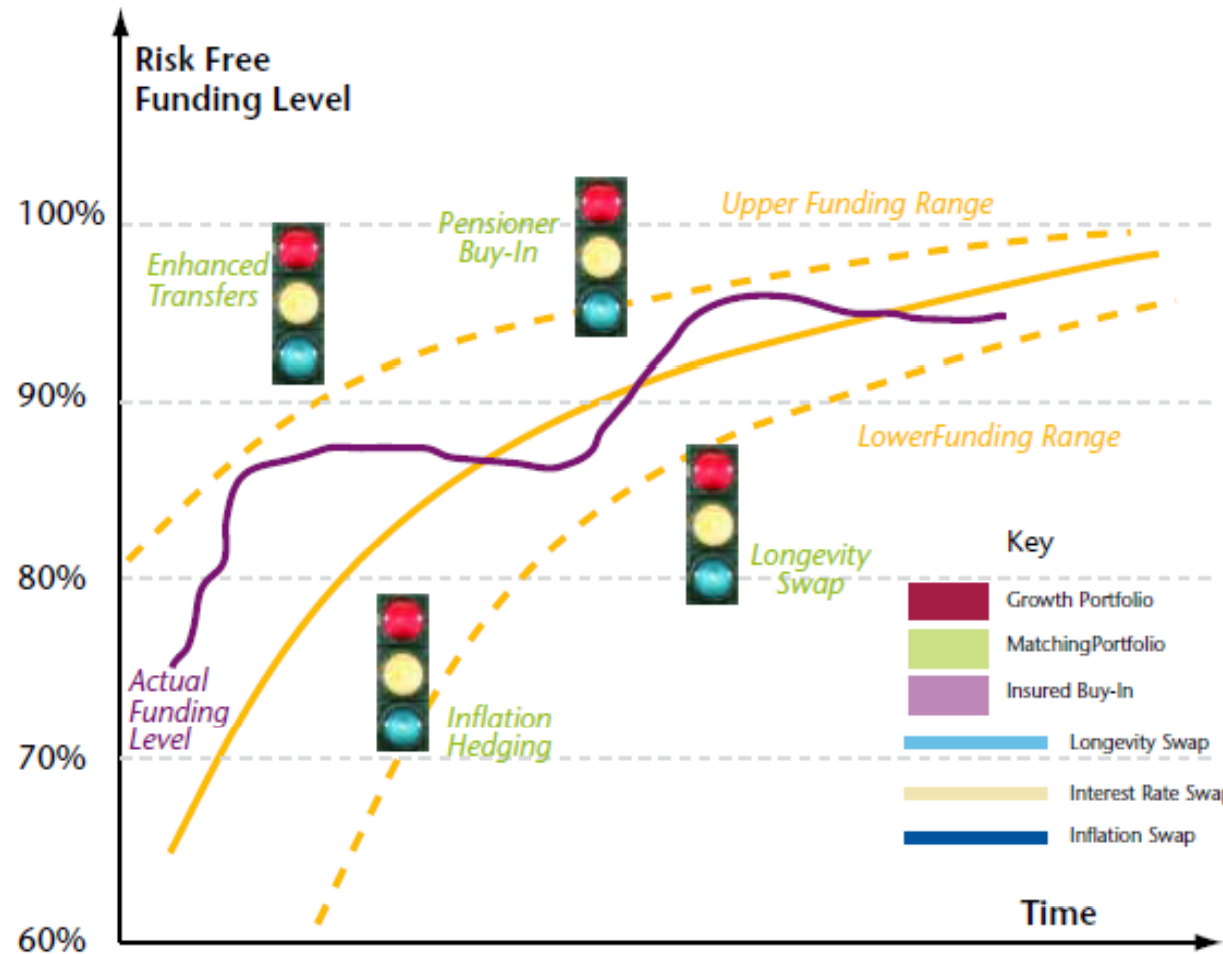 Risk Free
Funding Level
100%
90%
80%
70%
60%
Enhanced
Transfers
Pensioner
Buy-In
Upper Funding Range
LowerFunding Range
Longevity
Swap
Actual
Funding
Level
Inflation
Hedging
Key
Growth Portfolio
MatchingPortfolio
Insured Buy-In
Longevity Swap
Interest Rate Swap
Inflation Swap
Time